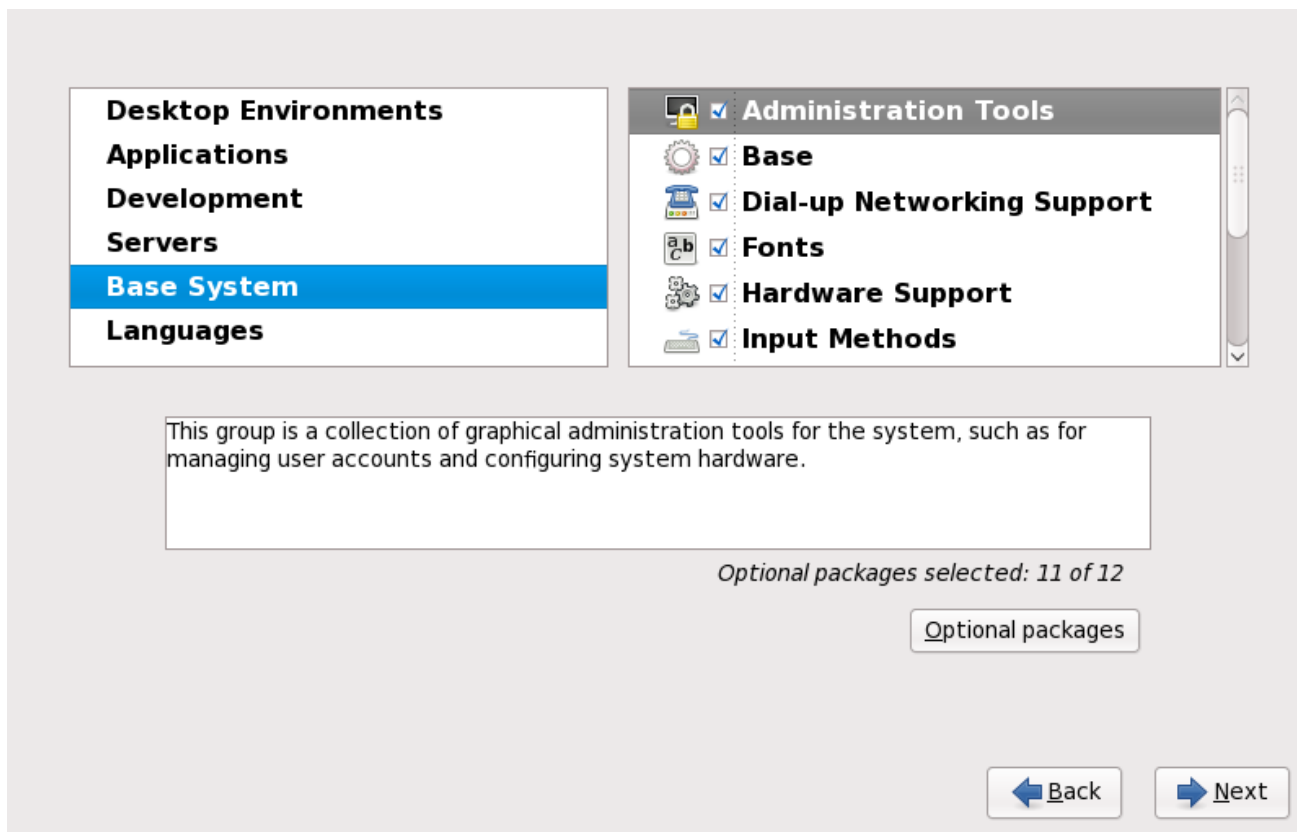 Desktop Environments
Applications
Development
Servers
Base System
Languages
Administration Tools
Base
Dial-up Networking Support
Fonts
Hardware Support
Input Methods
This group is a collection of graphical administration tools for the system, such as for
managing user accounts and configuring system hardware.
Optional packages selected: 11 of 12
Optional packages
Back
Next